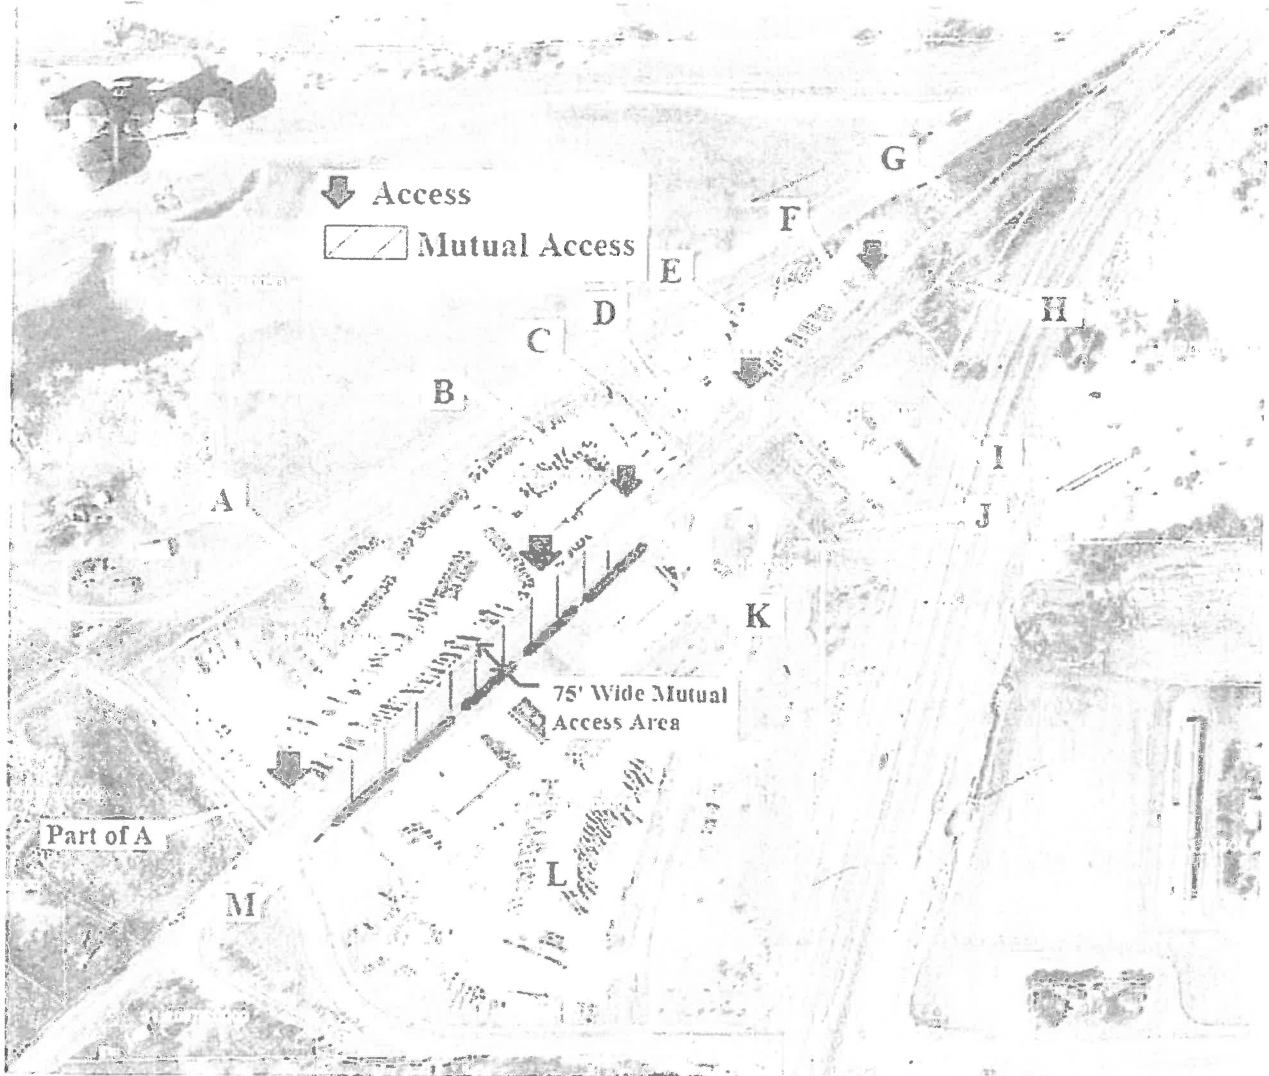 G
Access
F
Mutual Access
E
D
H
C
B
I
A
J
K
75' Wide Mutual
Access Area
Part of A
L
M